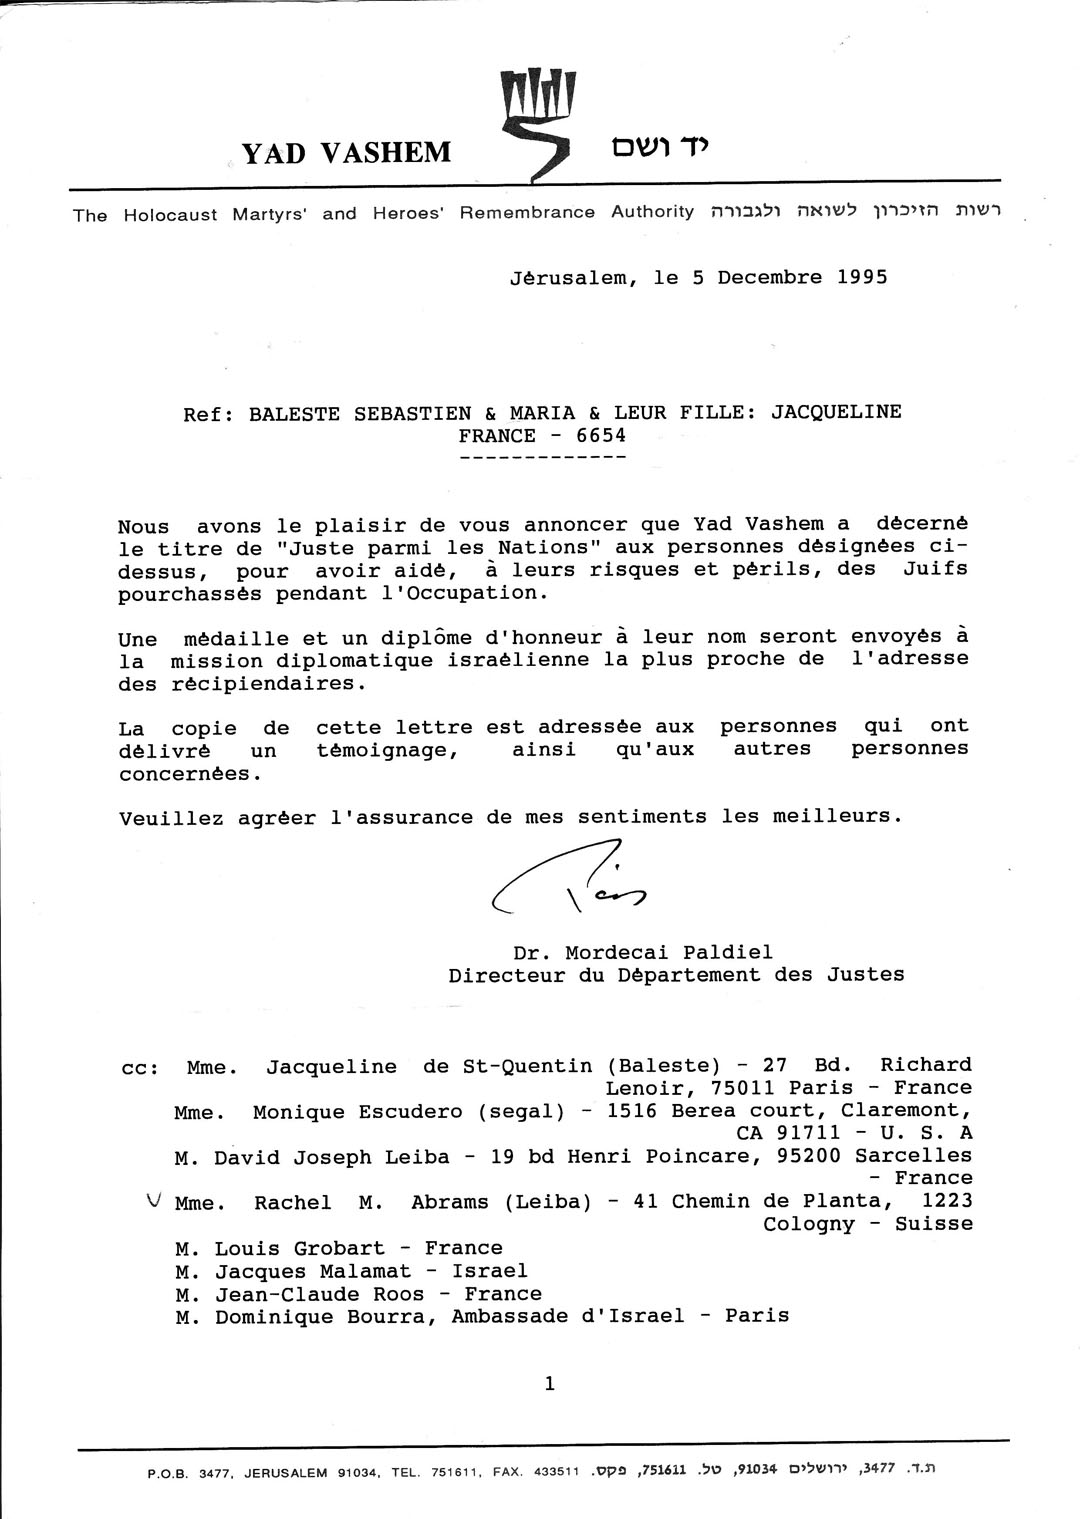 YAD VASHEM יד ושם
The Holocaust Martyrs' and Heroes' Remembrance Authority רשות הזיכרון לשואה ולגבורה
Jérusalem, le 5 Decembre 1995
Ref: BALESTE SEBASTIEN & MARIA & LEUR FILLE: JACQUELINE
FRANCE - 6654
-------------
Nous avons le plaisir de vous annoncer que Yad Vashem a décerné
le titre de "Juste parmi les Nations" aux personnes désignées ci-
dessus, pour avoir aidé, à leurs risques et périls, des Juifs
pourchassés pendant l'Occupation.
Une médaille et un diplôme d'honneur à leur nom seront envoyés à
la mission diplomatique israélienne la plus proche de l'adresse
des récipiendaires.
La copie de cette lettre est adressée aux personnes qui ont
délivré un témoignage, ainsi qu'aux autres personnes
concernées.
Veuillez agréer l'assurance de mes sentiments les meilleurs.
Dr. Mordecai Paldiel
Directeur du Département des Justes
cc: Mme. Jacqueline de St-Quentin (Baleste) - 27 Bd. Richard
Lenoir, 75011 Paris - France
Mme. Monique Escudero (segal) - 1516 Berea court, Claremont,
CA 91711 - U. S. A
M. David Joseph Leiba - 19 bd Henri Poincare, 95200 Sarcelles
- France
Mme. Rachel M. Abrams (Leiba) - 41 Chemin de Planta, 1223
Cologny - Suisse
M. Louis Grobart - France
M. Jacques Malamat - Israel
M. Jean-Claude Roos - France
M. Dominique Bourra, Ambassade d'Israel - Paris
1
P.O.B. 3477, JERUSALEM 91034, TEL. 751611, FAX. 433511 ת.ד. 3477, ירושלים 91034, טל. 751611, פקס.